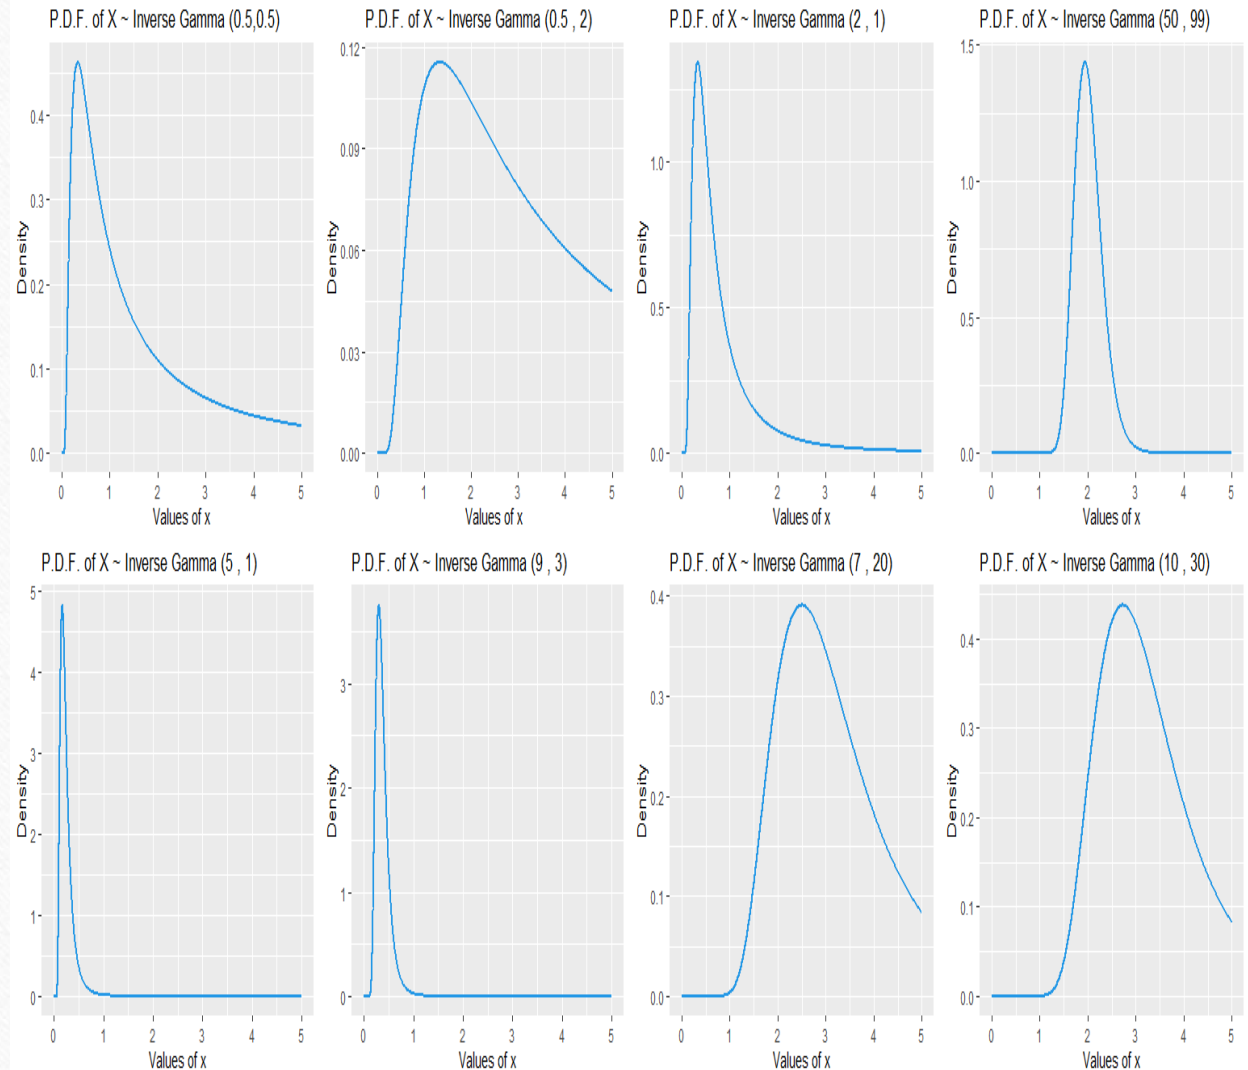 P.D.F. of X ~ Inverse Gamma (0.5,0.5)
Density
0.4
0.3
0.2
0.1
0.0
0 1 2 3 4 5
Values of x
P.D.F. of X ~ Inverse Gamma (0.5 , 2)
Density
0.12
0.09
0.06
0.03
0.00
0 1 2 3 4 5
Values of x
P.D.F. of X ~ Inverse Gamma (2 , 1)
Density
1.0
0.5
0.0
0 1 2 3 4 5
Values of x
P.D.F. of X ~ Inverse Gamma (50 , 99)
Density
1.5
1.0
0.5
0.0
0 1 2 3 4 5
Values of x
P.D.F. of X ~ Inverse Gamma (5 , 1)
Density
5
4
3
2
1
0
0 1 2 3 4 5
Values of x
P.D.F. of X ~ Inverse Gamma (9 , 3)
Density
3
2
1
0
0 1 2 3 4 5
Values of x
P.D.F. of X ~ Inverse Gamma (7 , 20)
Density
0.4
0.3
0.2
0.1
0.0
0 1 2 3 4 5
Values of x
P.D.F. of X ~ Inverse Gamma (10 , 30)
Density
0.4
0.3
0.2
0.1
0.0
0 1 2 3 4 5
Values of x